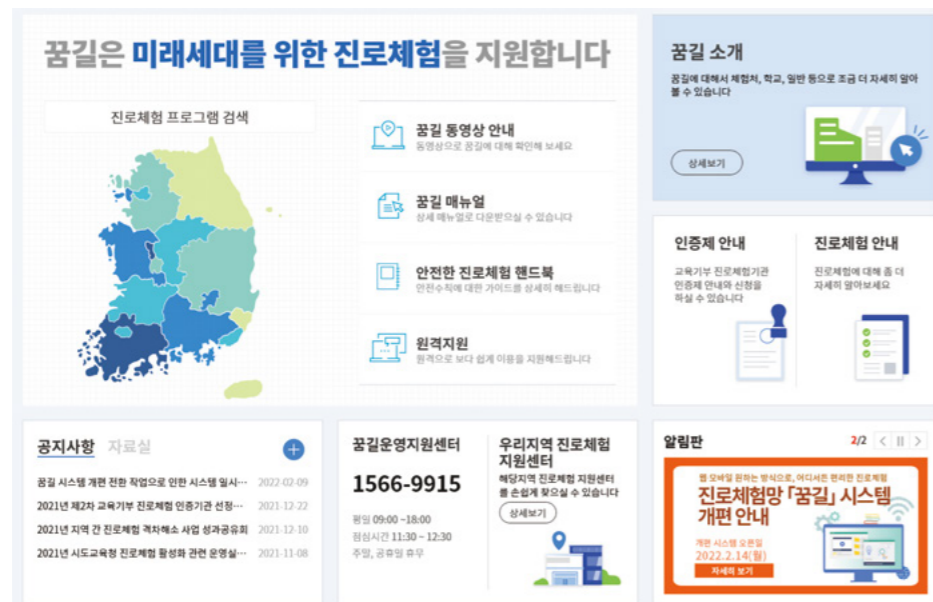 꿈길은 미래세대를 위한 진로체험을 지원합니다
진로체험 프로그램 검색
꿈길 동영상 안내
동영상으로 꿈길에 대해 확인해 보세요
꿈길 매뉴얼
상세 매뉴얼로 다운받으실 수 있습니다
안전한 진로체험 핸드북
안전수칙에 대한 가이드를 상세히 해드립니다
원격지원
원격으로 보다 쉽게 이용을 지원해드립니다
꿈길 소개
꿈길에 대해서 체험처, 학교, 일반 등으로 조금 더 자세히 알아
볼 수 있습니다
상세보기
인증제 안내
교육기부 진로체험기관
인증제 안내와 신청을
하실 수 있습니다
진로체험 안내
진로체험에 대해 좀 더
자세히 알아보세요
공지사항 자료실
꿈길 시스템 개편 전환 작업으로 인한 시스템 일시… 2022-02-09
2021년 제2차 교육기부 진로체험 인증기관 선정… 2021-12-22
2021년 지역 간 진로체험 격차해소 사업 성과공유회 2021-12-10
2021년 시도교육청 진로체험 활성화 관련 운영실… 2021-11-08
꿈길운영지원센터
1566-9915
평일 09:00 ~18:00
점심시간 11:30 ~ 12:30
주말, 공휴일 휴무
우리지역 진로체험
지원센터
해당지역 진로체험 지원센터
를 손쉽게 찾으실 수 있습니다
상세보기
알림판 2/2
웹·모바일 원하는 방식으로, 어디서든 편리한 진로체험
진로체험망 「꿈길」 시스템
개편 안내
개편 시스템 오픈일
2022.2.14(월)
자세히 보기